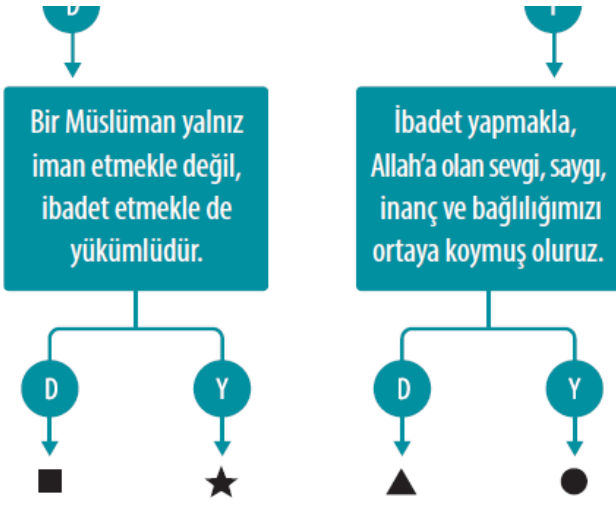 D
Y
Bir Müslüman yalnız
iman etmekle değil,
ibadet etmekle de
yükümlüdür.
İbadet yapmakla,
Allah'a olan sevgi, saygı,
inanç ve bağlılığımızı
ortaya koymuş oluruz.
D
Y
D
Y